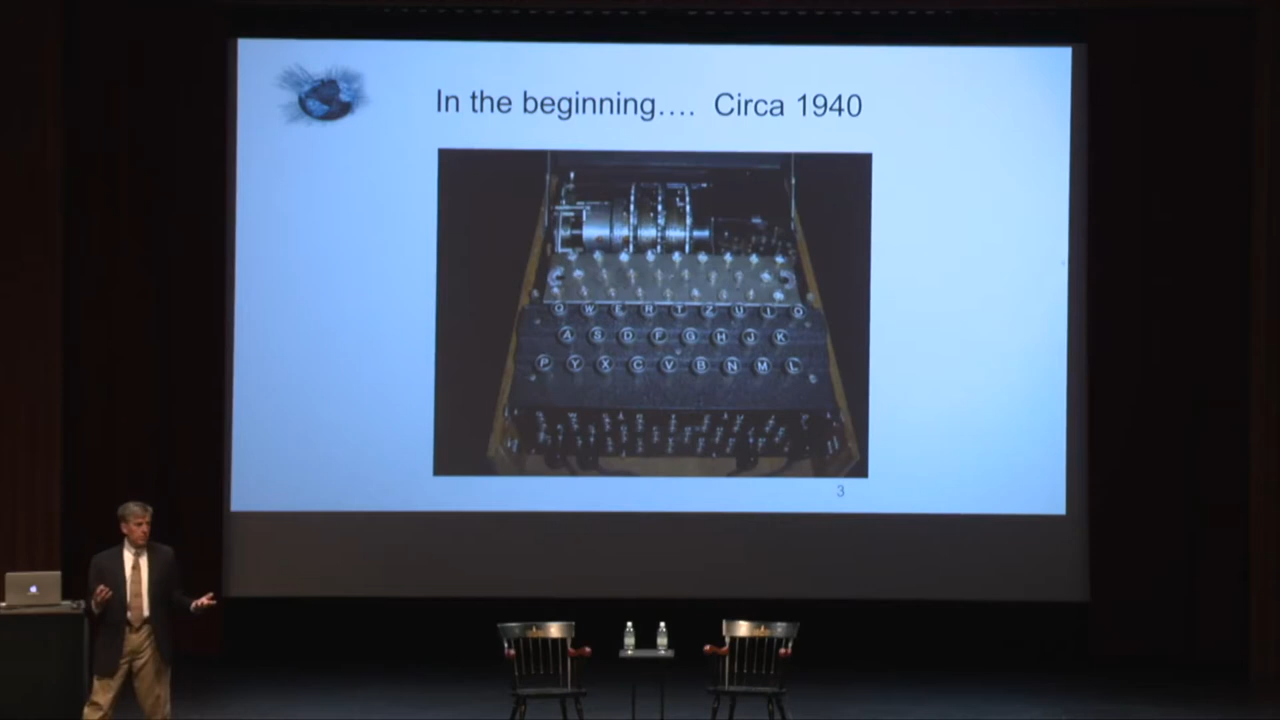 In the beginning…. Circa 1940
Q W E R T Z U I O
A S D F G H J K
P Y X C V B N M L
3